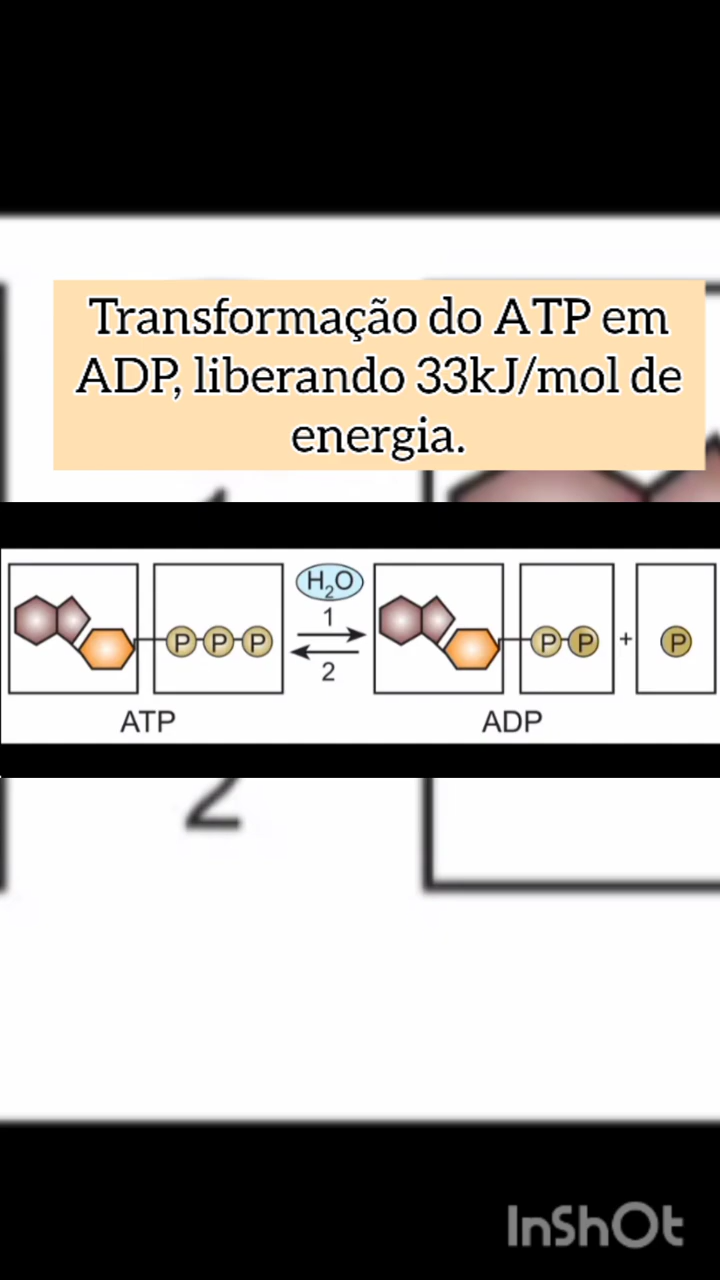 Transformação do ATP em
ADP, liberando 33kJ/mol de
energia.
H₂O
1
P P P
P P + P
2
ATP
ADP
2
InShOt